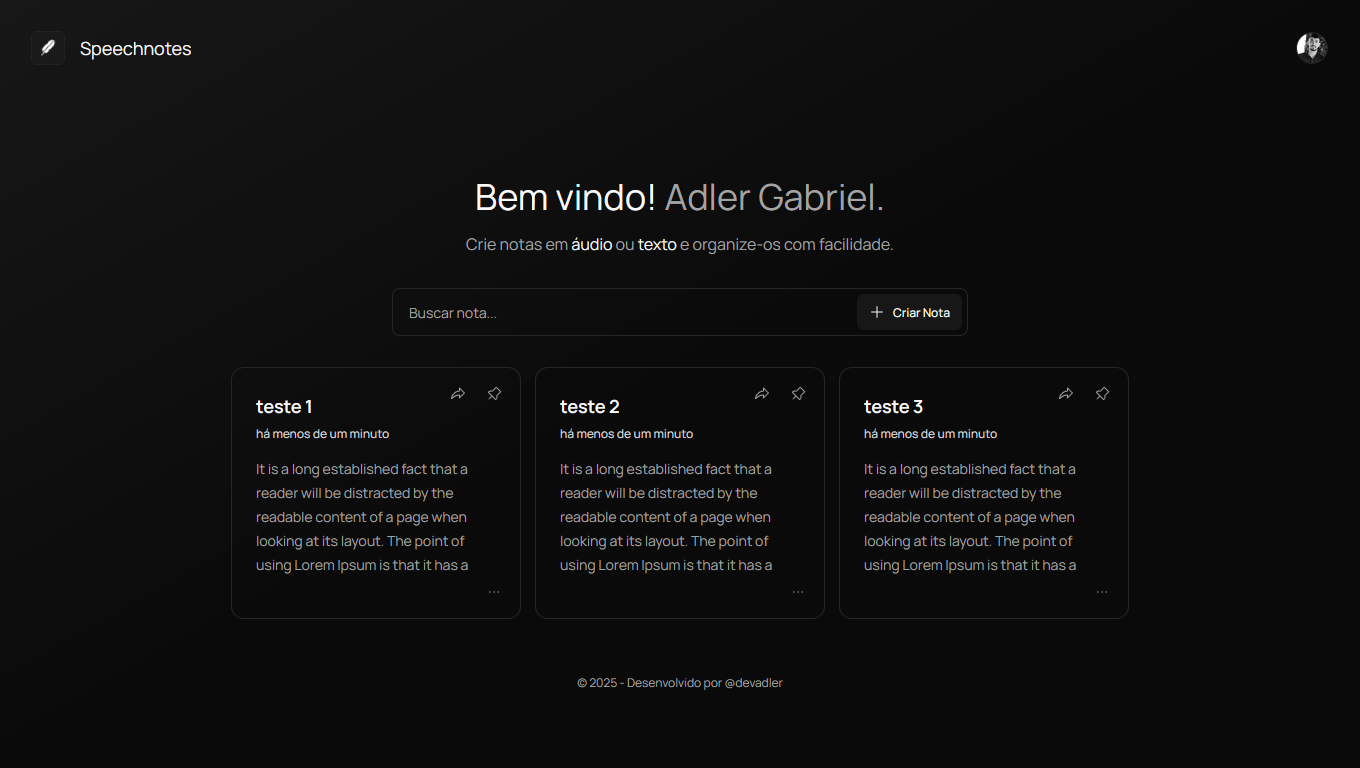 Speechnotes
Bem vindo! Adler Gabriel.
Crie notas em áudio ou texto e organize-os com facilidade.
Buscar nota...
Criar Nota
teste 1
há menos de um minuto
It is a long established fact that a
reader will be distracted by the
readable content of a page when
looking at its layout. The point of
using Lorem Ipsum is that it has a
...
teste 2
há menos de um minuto
It is a long established fact that a
reader will be distracted by the
readable content of a page when
looking at its layout. The point of
using Lorem Ipsum is that it has a
...
teste 3
há menos de um minuto
It is a long established fact that a
reader will be distracted by the
readable content of a page when
looking at its layout. The point of
using Lorem Ipsum is that it has a
...
© 2025 - Desenvolvido por @devadler